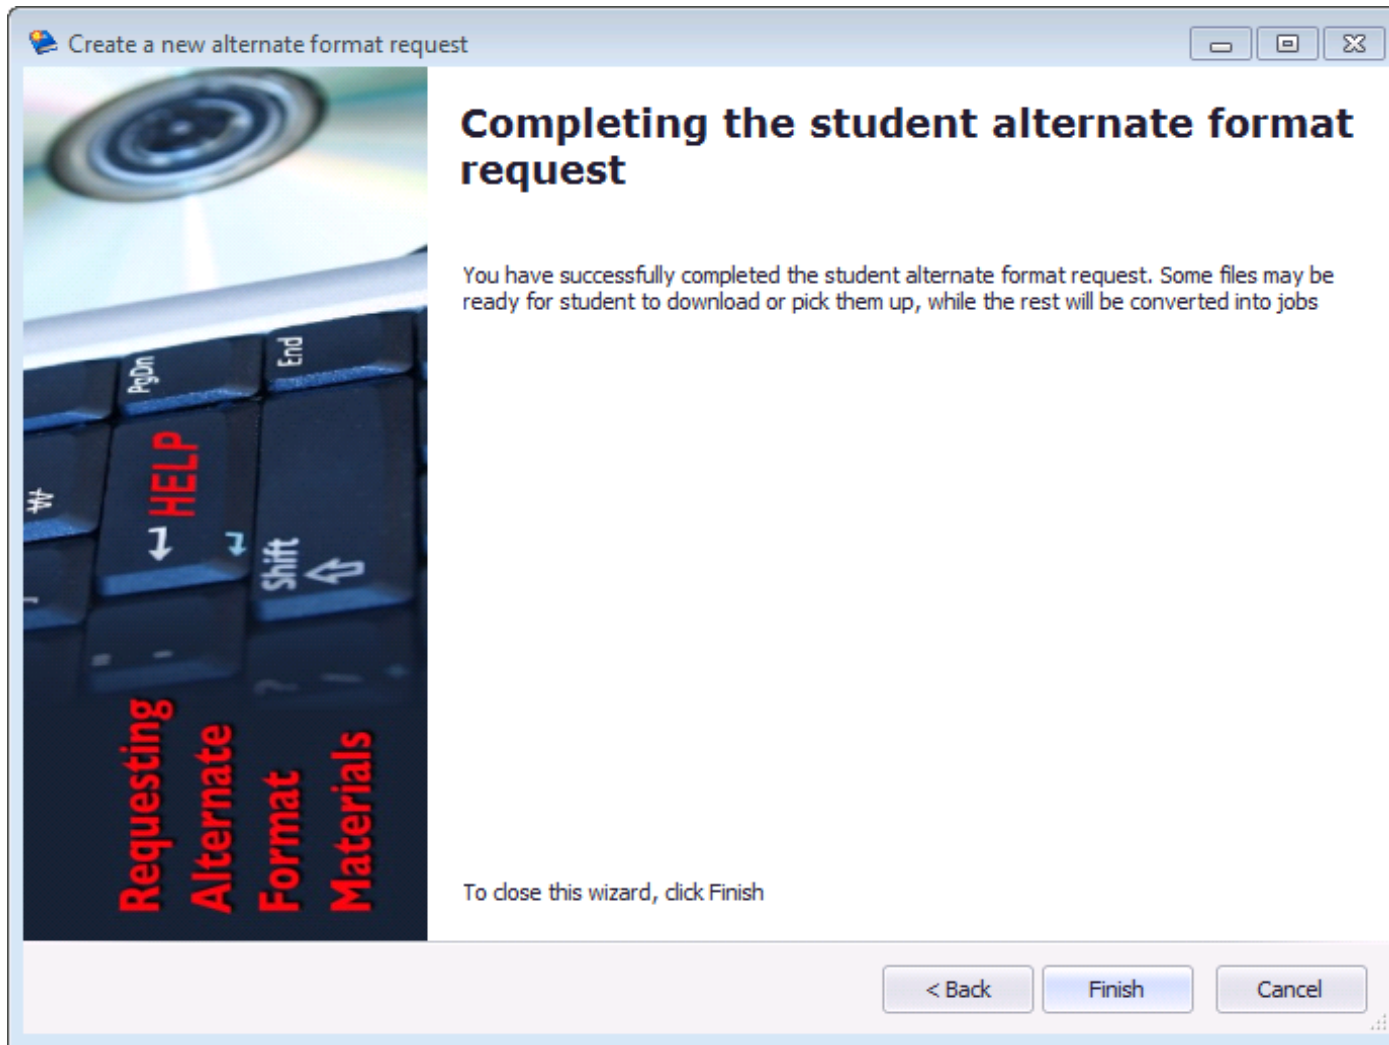 Create a new alternate format request
Completing the student alternate format
request
You have successfully completed the student alternate format request. Some files may be
ready for student to download or pick them up, while the rest will be converted into jobs
PgDn
End
HELP
₩
Shift
Requesting
Alternate
Format
Materials
To close this wizard, click Finish
< Back
Finish
Cancel